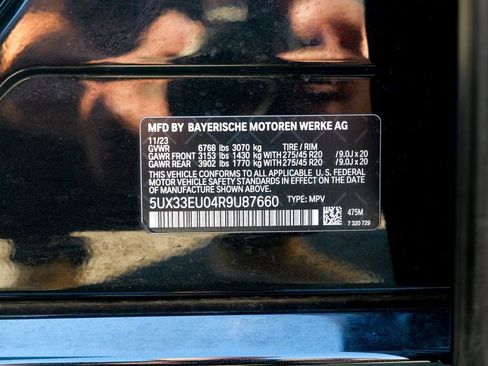 MFD BY BAYERISCHE MOTOREN WERKE AG
11/23
GVWR 6768 lbs 3070 kg TIRE / RIM
GAWR FRONT 3153 lbs 1430 kg WITH 275/45 R20 / 9.0J x 20
GAWR REAR 3902 lbs 1770 kg WITH 275/45 R20 / 9.0J x 20
THIS VEHICLE CONFORMS TO ALL APPLICABLE U. S. FEDERAL
MOTOR VEHICLE SAFETY STANDARDS IN EFFECT ON THE
DATE OF MANUFACTURE SHOWN ABOVE.
5UX33EU04R9U87660 TYPE: MPV
475M
7 320 729